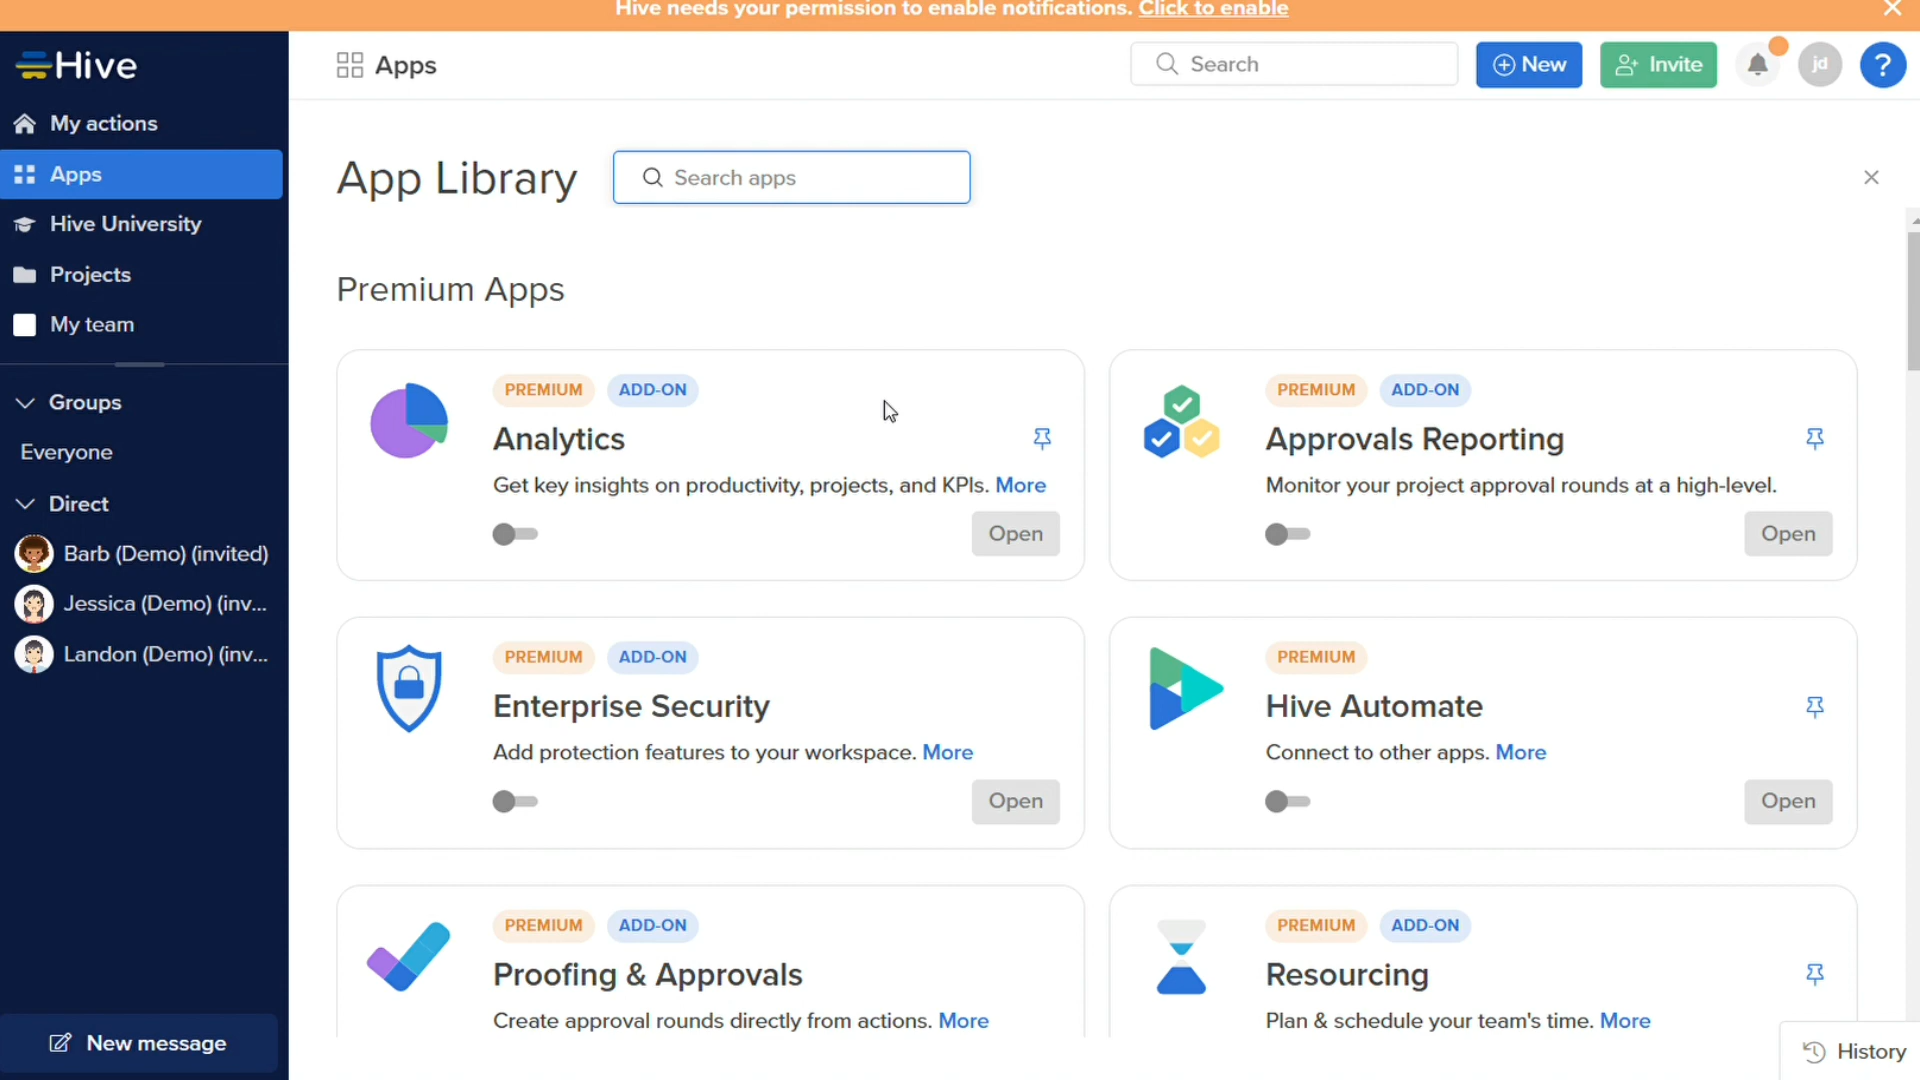 Hive needs your permission to enable notifications. Click to enable
Hive
Apps
Search
New
Invite
jd
?
My actions
Apps
Hive University
Projects
My team
Groups
Everyone
Direct
Barb (Demo) (invited)
Jessica (Demo) (inv...
Landon (Demo) (inv...
New message
App Library
Search apps
Premium Apps
PREMIUM ADD-ON
Analytics
Get key insights on productivity, projects, and KPIs. More
Open
PREMIUM ADD-ON
Approvals Reporting
Monitor your project approval rounds at a high-level.
Open
PREMIUM ADD-ON
Enterprise Security
Add protection features to your workspace. More
Open
PREMIUM
Hive Automate
Connect to other apps. More
Open
PREMIUM ADD-ON
Proofing & Approvals
Create approval rounds directly from actions. More
PREMIUM ADD-ON
Resourcing
Plan & schedule your team's time. More
History